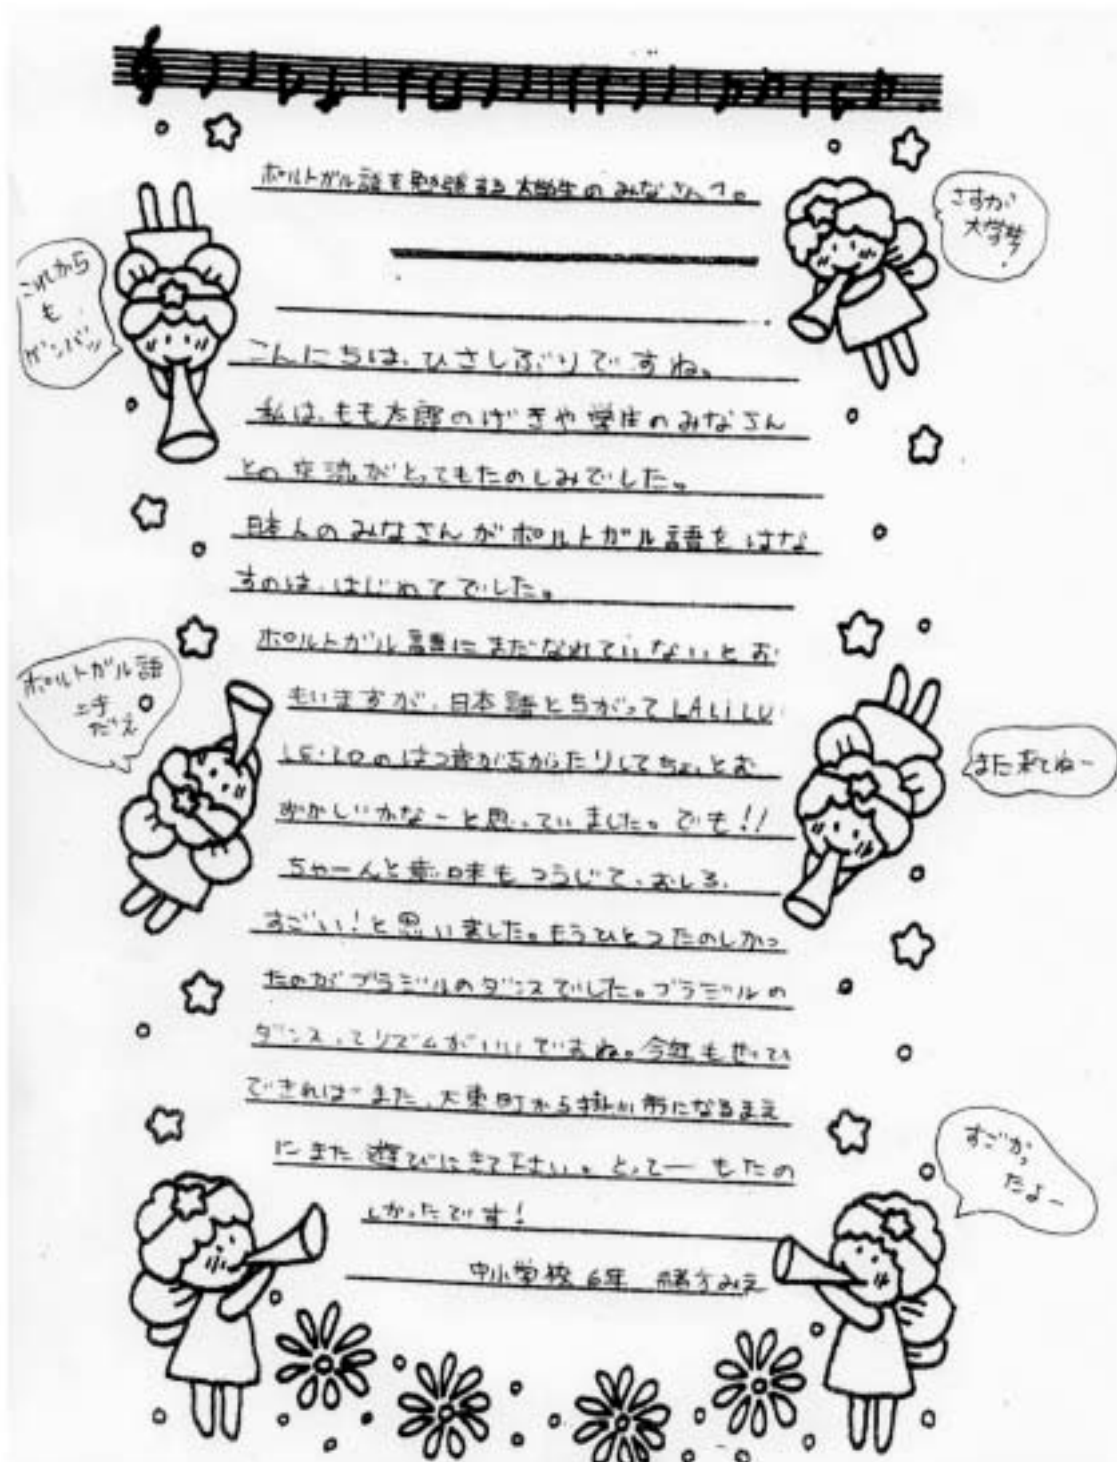 ポルトガル語を勉強する大学生のみなさんへ。
さすが
大学生!
これから
も
ガンバッ
こんにちは、ひさしぶりですね。
私は、もも太郎のげきや学生のみなさん
との交流がとってもたのしみでした。
日本人のみなさんがポルトガル語をはな
すのは、はじめてでした。
ポルトガル語にまだなれていないとお
もいますが、日本語とちがってLA LI LU
LE・LOのはつ音がちがたりしてちょっとむ
ずかしいかなーと思っていました。でも!!
ちゃーんと意味もつうじて、おしろ、
すごい!と思いました。もうひとつたのしかっ
たのがブラジルのダンスでした。ブラジルの
ダンスってリズムがいいですね。今年もぜひ
できればまた、大東町から掛川市になるまえ
にまた遊びにきて下さい。とってーもたの
しかったです!
中小学校 6年 みえ
ポルトガル語
上手
だネ
また来てねー
すごかっ
たよー